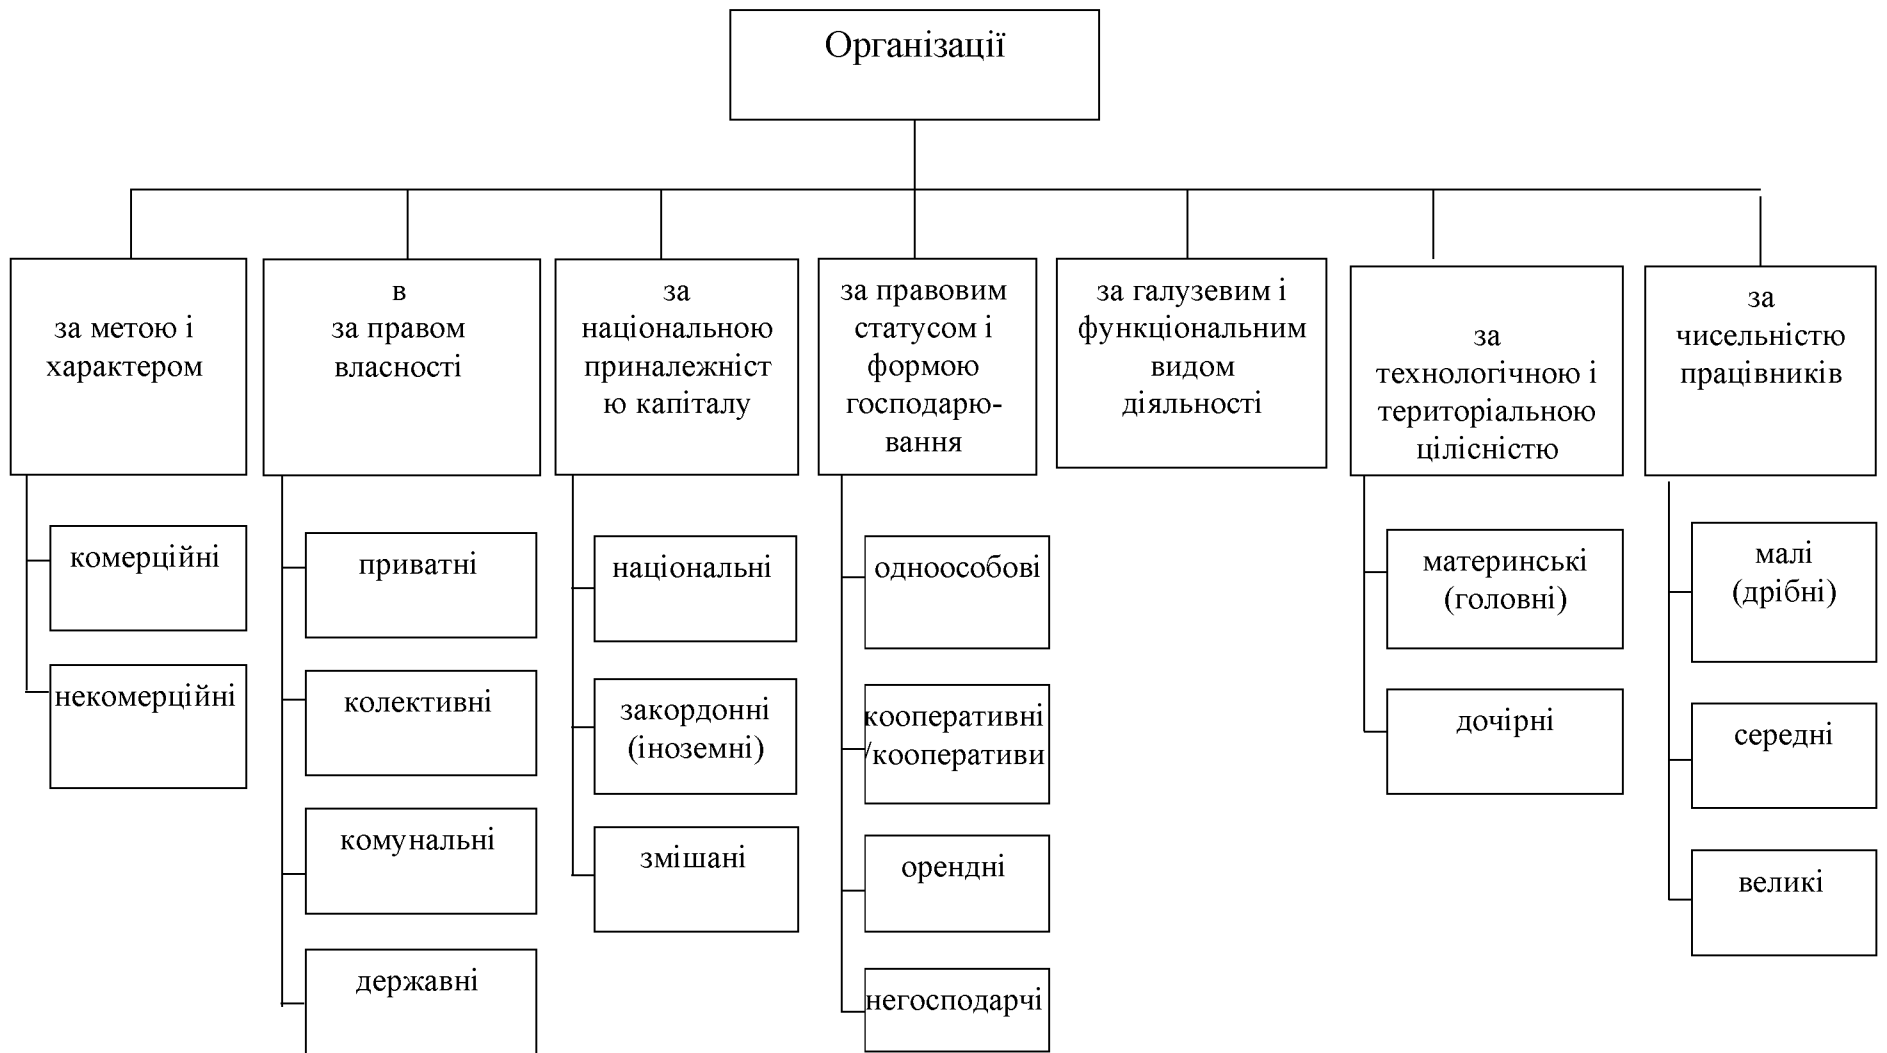 Організації
за метою і
характером
в
за правом
власності
за
національною
приналежніст
ю капіталу
за правовим
статусом і
формою
господарю-
вання
за галузевим і
функціональним
видом
діяльності
за
технологічною і
територіальною
цілісністю
за
чисельністю
працівників
комерційні
некомерційні
приватні
колективні
комунальні
державні
національні
закордонні
(іноземні)
змішані
одноособові
кооперативні
/кооперативи
орендні
негосподарчі
материнські
(головні)
дочірні
малі
(дрібні)
середні
великі